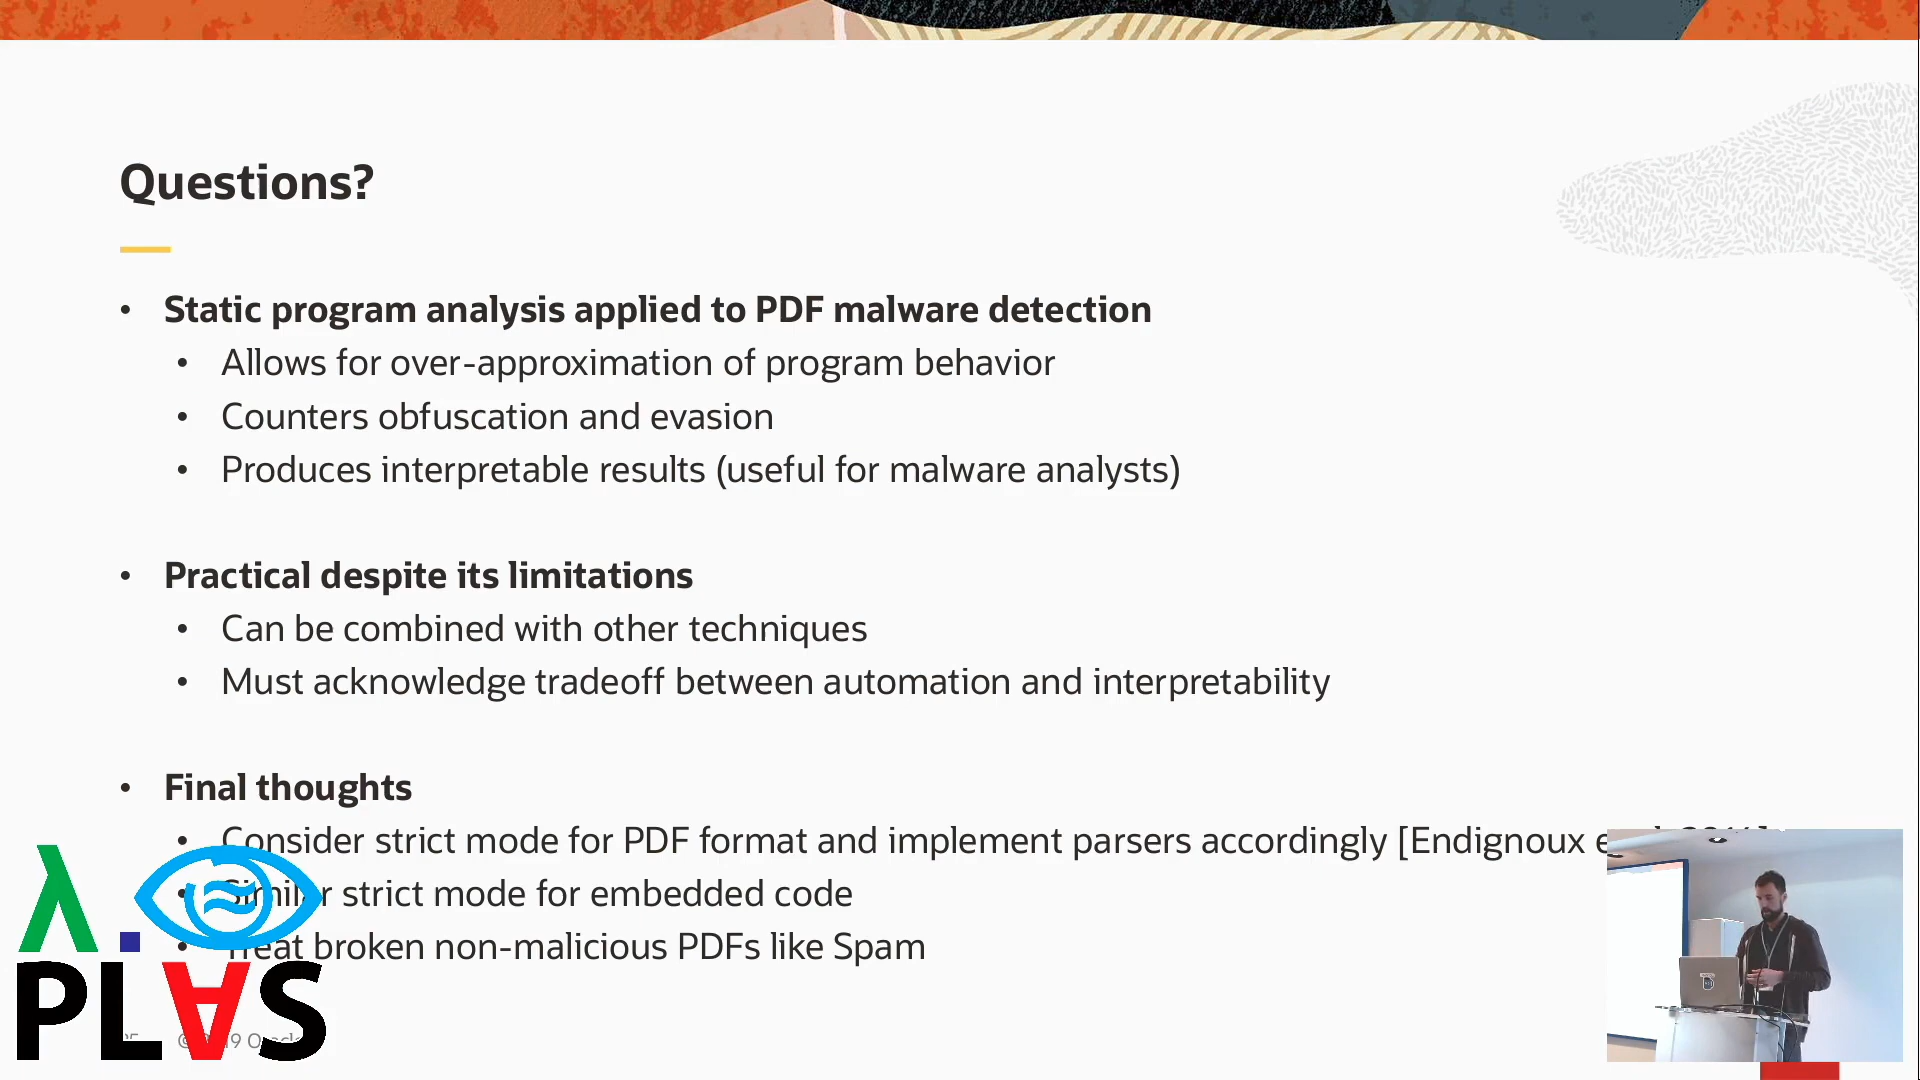 Questions?
• Static program analysis applied to PDF malware detection
• Allows for over-approximation of program behavior
• Counters obfuscation and evasion
• Produces interpretable results (useful for malware analysts)
• Practical despite its limitations
• Can be combined with other techniques
• Must acknowledge tradeoff between automation and interpretability
• Final thoughts
• Consider strict mode for PDF format and implement parsers accordingly [Endignoux
• Similar strict mode for embedded code
• Treat broken non-malicious PDFs like Spam
λ.
PL∀S